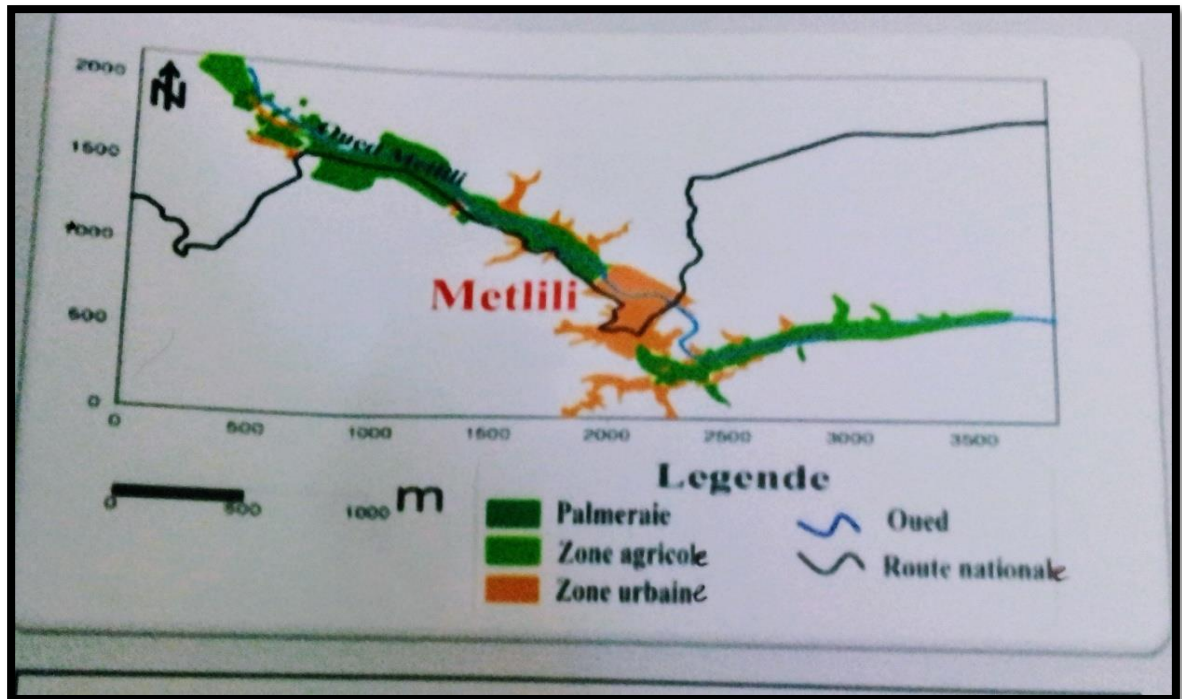 2000
N
1500
Oued Metlili
1000
Metlili
500
0
0 500 1000 1500 2000 2500 3000 3500
0 500 1000 m
Legende
Palmeraie
Oued
Zone agricole
Route nationale
Zone urbaine